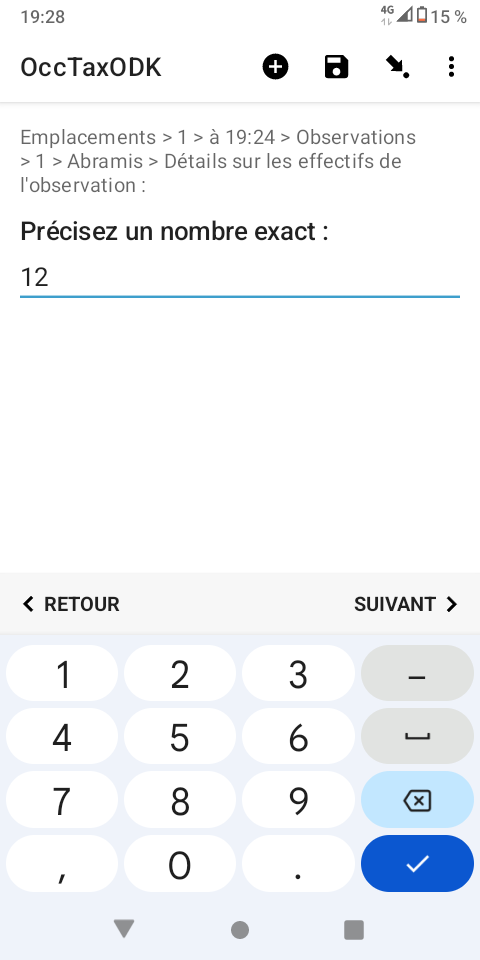 19:28
4G 15 %
OccTaxODK
Emplacements > 1 > à 19:24 > Observations
> 1 > Abramis > Détails sur les effectifs de
l'observation :
Précisez un nombre exact :
12
RETOUR SUIVANT
1 2 3 –
4 5 6
7 8 9
, 0 .